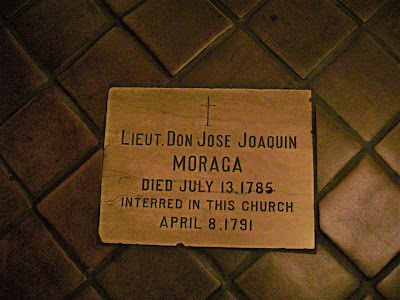 LIEUT. DON JOSE JOAQUIN
MORAGA
DIED JULY 13, 1785
INTERRED IN THIS CHURCH
APRIL 8, 1791